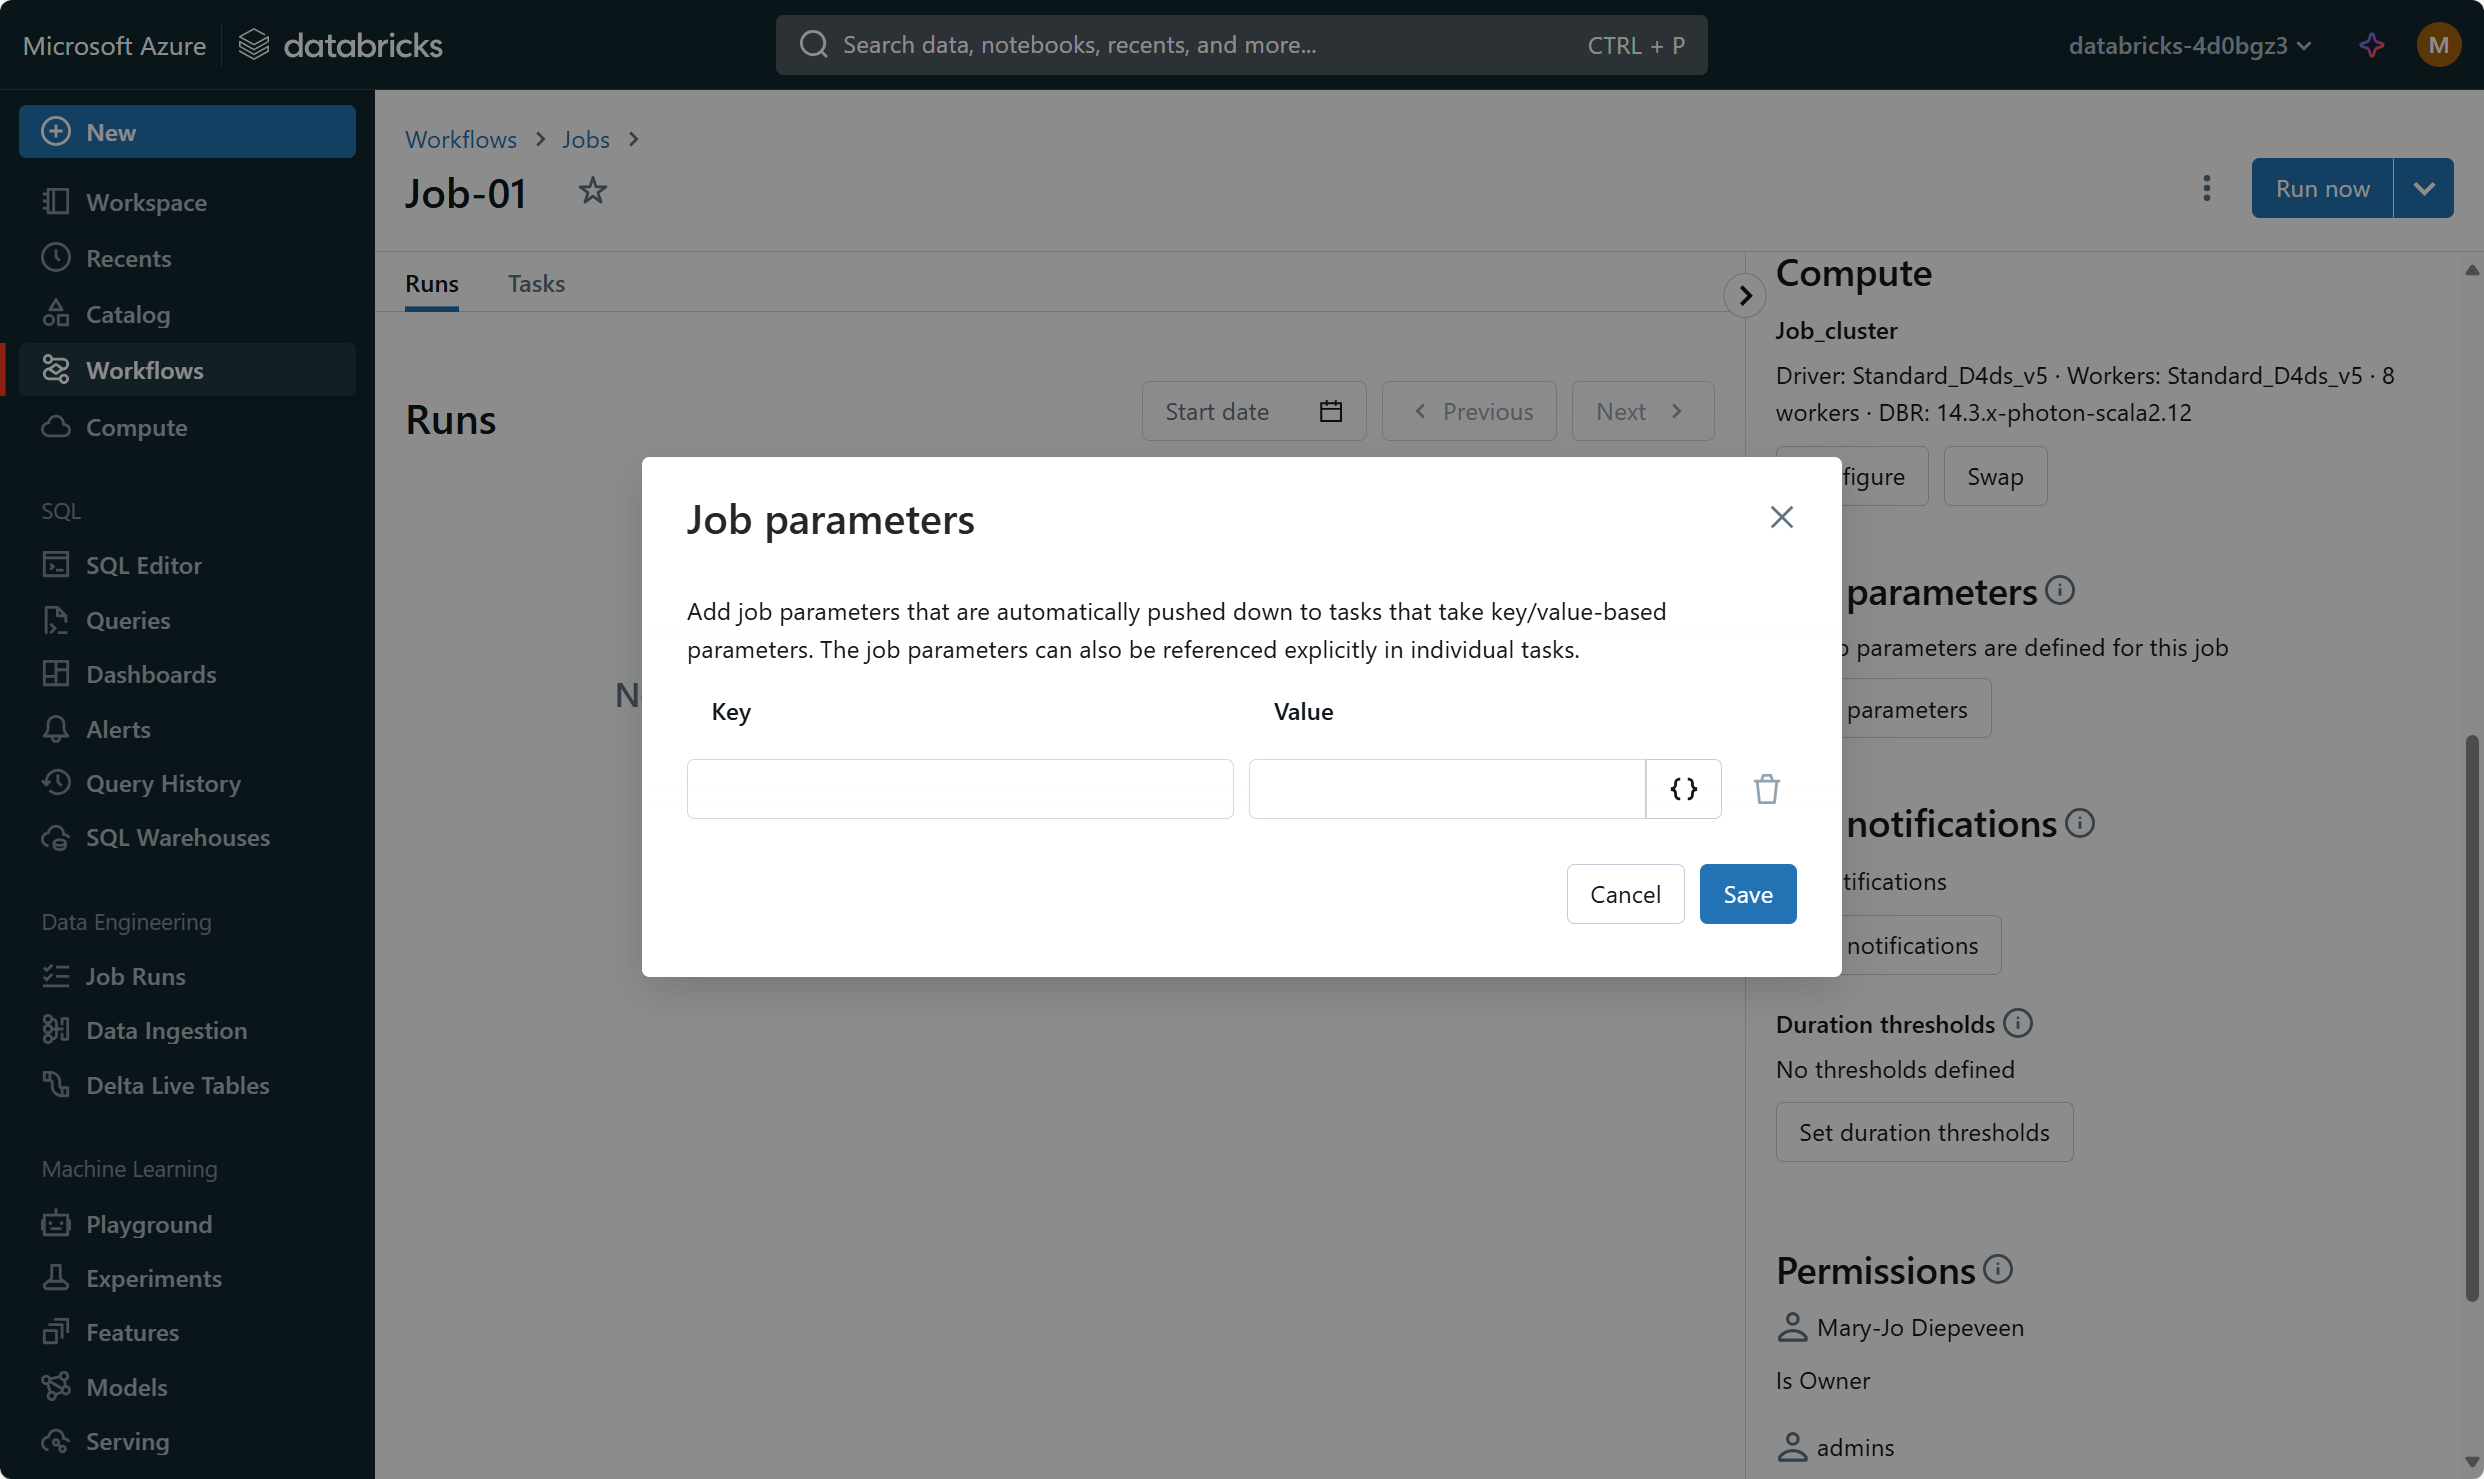 Microsoft Azure
databricks
Search data, notebooks, recents, and more...
CTRL + P
databricks-4d0bgz3
M
New
Workspace
Recents
Catalog
Workflows
Compute
SQL
SQL Editor
Queries
Dashboards
Alerts
Query History
SQL Warehouses
Data Engineering
Job Runs
Data Ingestion
Delta Live Tables
Machine Learning
Playground
Experiments
Features
Models
Serving
Workflows
Jobs
Job-01
Run now
Runs
Tasks
Runs
Start date
Previous
Next
Job parameters
Add job parameters that are automatically pushed down to tasks that take key/value-based
parameters. The job parameters can also be referenced explicitly in individual tasks.
Key
Value
{}
Cancel
Save
Compute
Job_cluster
Driver: Standard_D4ds_v5 · Workers: Standard_D4ds_v5 · 8
workers · DBR: 14.3.x-photon-scala2.12
figure
Swap
parameters
parameters are defined for this job
parameters
notifications
tifications
notifications
Duration thresholds
No thresholds defined
Set duration thresholds
Permissions
Mary-Jo Diepeveen
Is Owner
admins